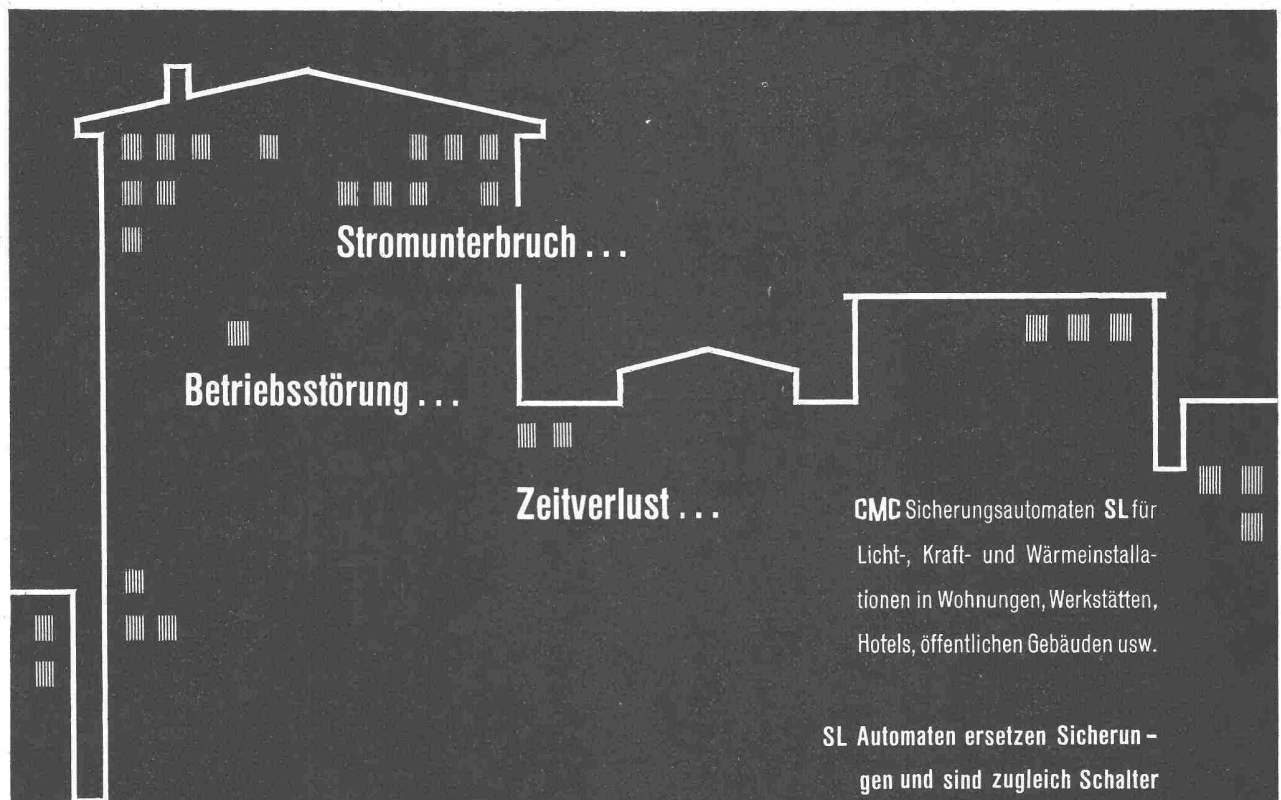 Stromunterbruch . . .
Betriebsstörung . . .
Zeitverlust . . .
CMC Sicherungsautomaten SL für
Licht-, Kraft- und Wärmeinstalla-
tionen in Wohnungen, Werkstätten,
Hotels, öffentlichen Gebäuden usw.
SL Automaten ersetzen Sicherun-
gen und sind zugleich Schalter